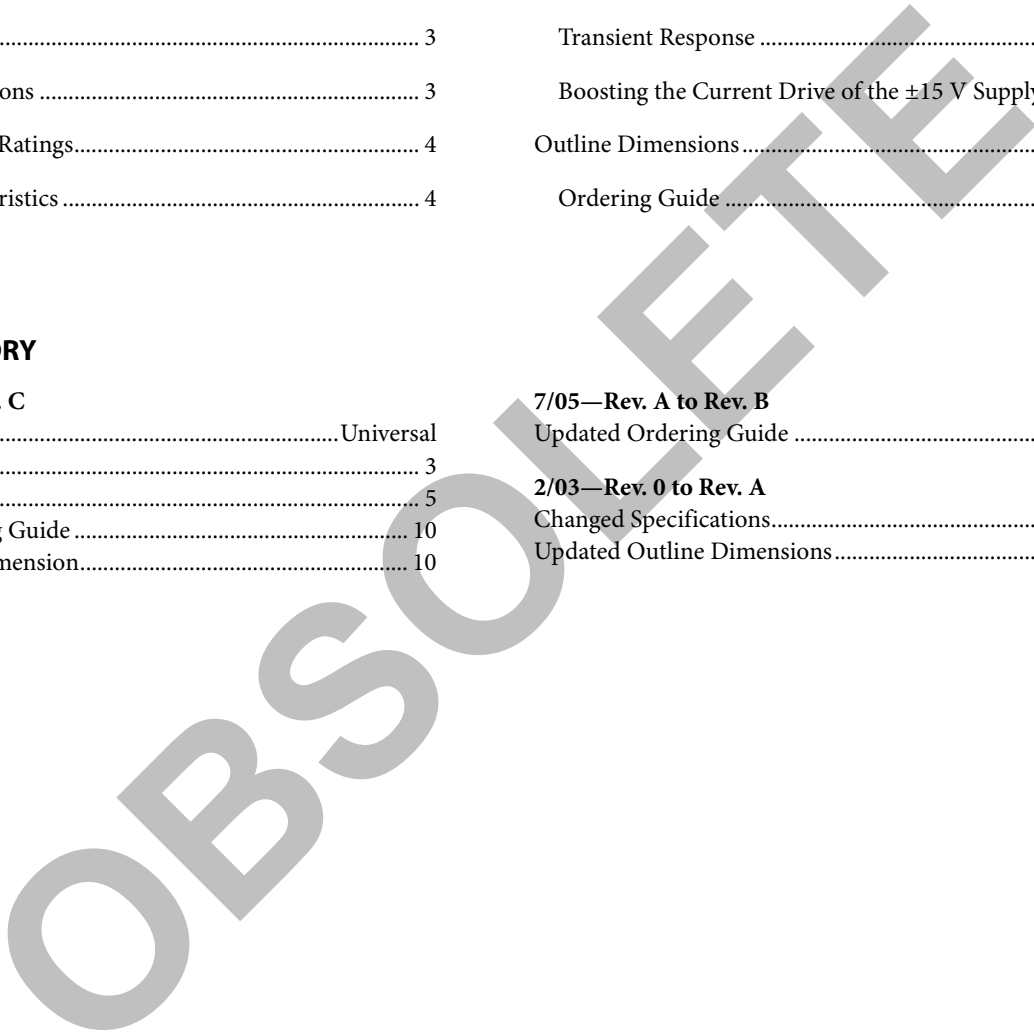 ........................................................ 3
ons ........................................................ 3
Ratings........................................................ 4
ristics ........................................................ 4
ORY
. C
........................................................Universal
........................................................ 3
........................................................ 5
g Guide ........................................................ 10
mension........................................................ 10
Transient Response ........................................................
Boosting the Current Drive of the ±15 V Supply
Outline Dimensions ........................................................
Ordering Guide ........................................................
7/05—Rev. A to Rev. B
Updated Ordering Guide ........................................................
2/03—Rev. 0 to Rev. A
Changed Specifications........................................................
Updated Outline Dimensions ........................................................
OBSOLETE